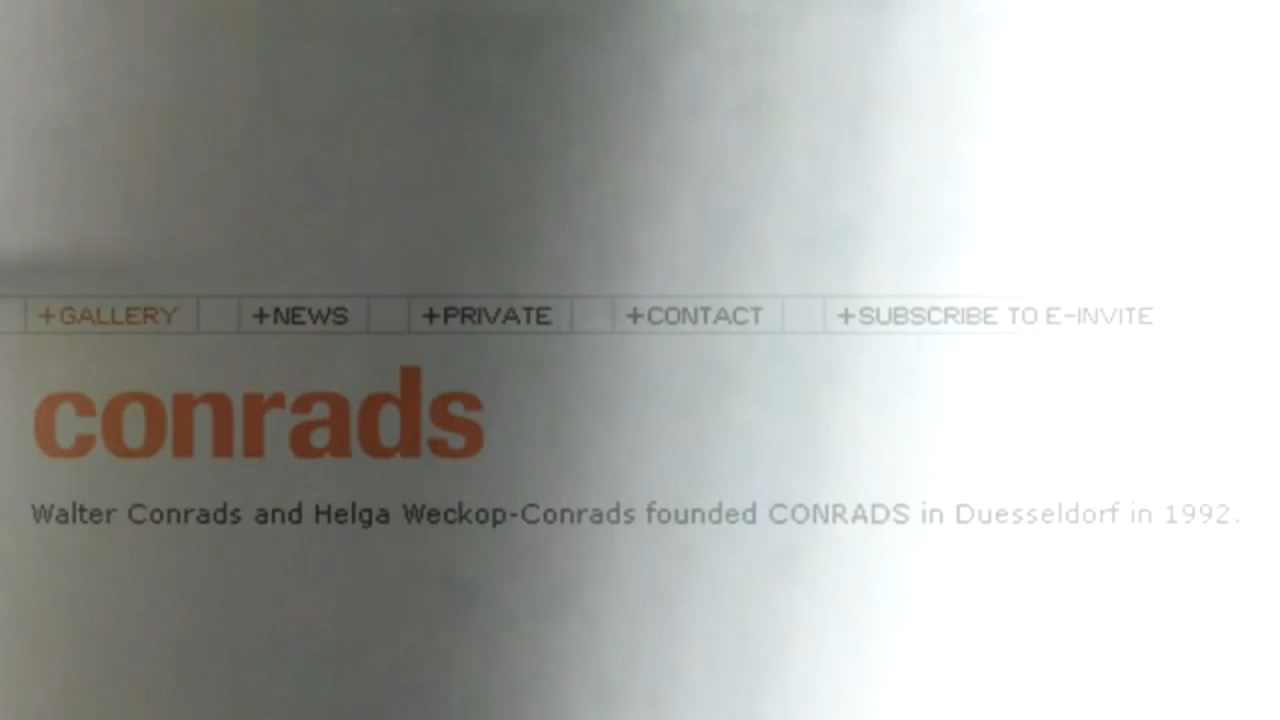 +GALLERY +NEWS +PRIVATE +CONTACT +SUBSCRIBE TO E-INVITE
conrads
Walter Conrads and Helga Weckop-Conrads founded CONRADS in Duesseldorf in 1992.